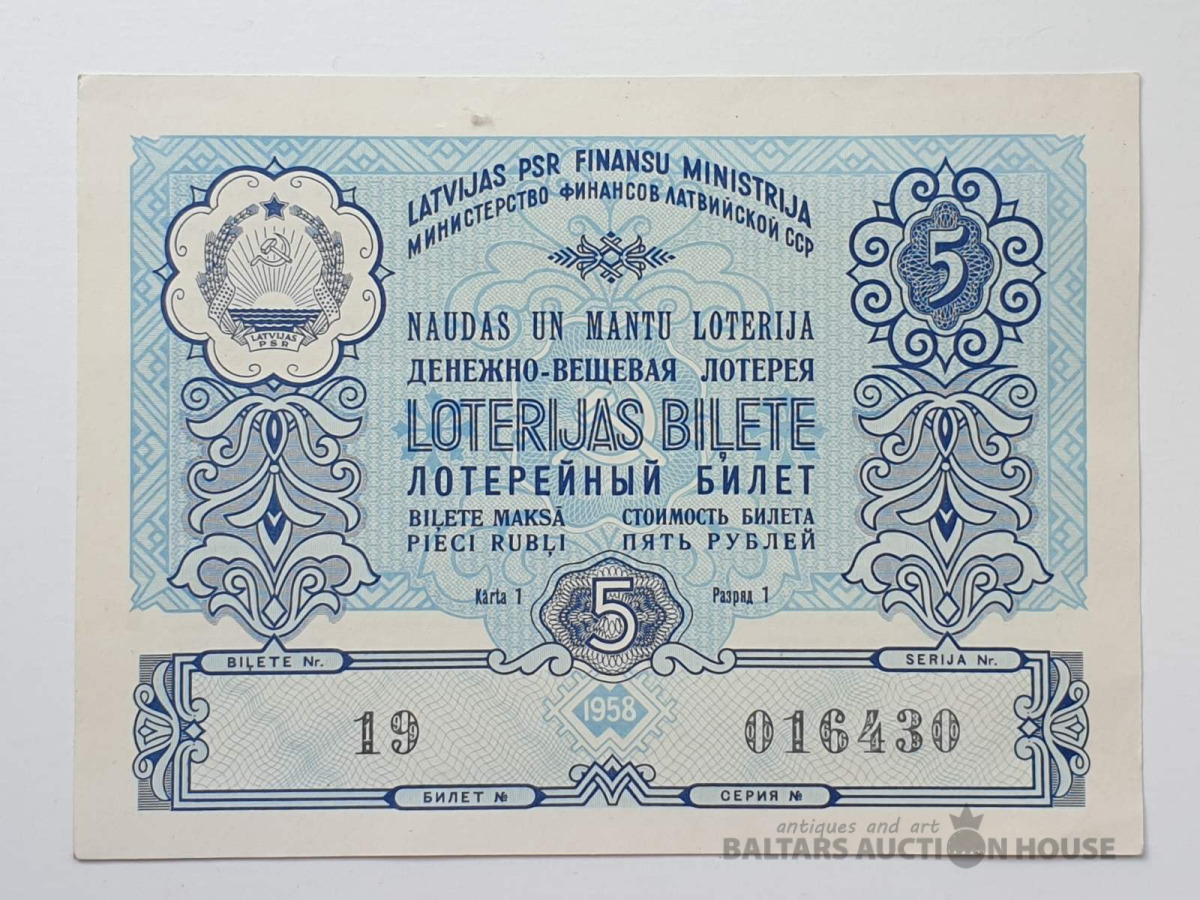 LATVIJAS PSR FINANSU MINISTRIJA
МИНИСТЕРСТВО ФИНАНСОВ ЛАТВИЙСКОЙ ССР
5
LATVIJAS
PSR
NAUDAS UN MANTU LOTERIJA
ДЕНЕЖНО-ВЕЩЕВАЯ ЛОТЕРЕЯ
LOTERIJAS BIĻETE
ЛОТЕРЕЙНЫЙ БИЛЕТ
BIĻETE MAKSĀ СТОИМОСТЬ БИЛЕТА
PIECI RUBĻI ПЯТЬ РУБЛЕЙ
Kārta 1 5 Разряд 1
BIĻETE Nr. SERIJA Nr.
1958
19 016430
БИЛЕТ № СЕРИЯ №
antiques and art
BALTARS AUCTION HOUSE